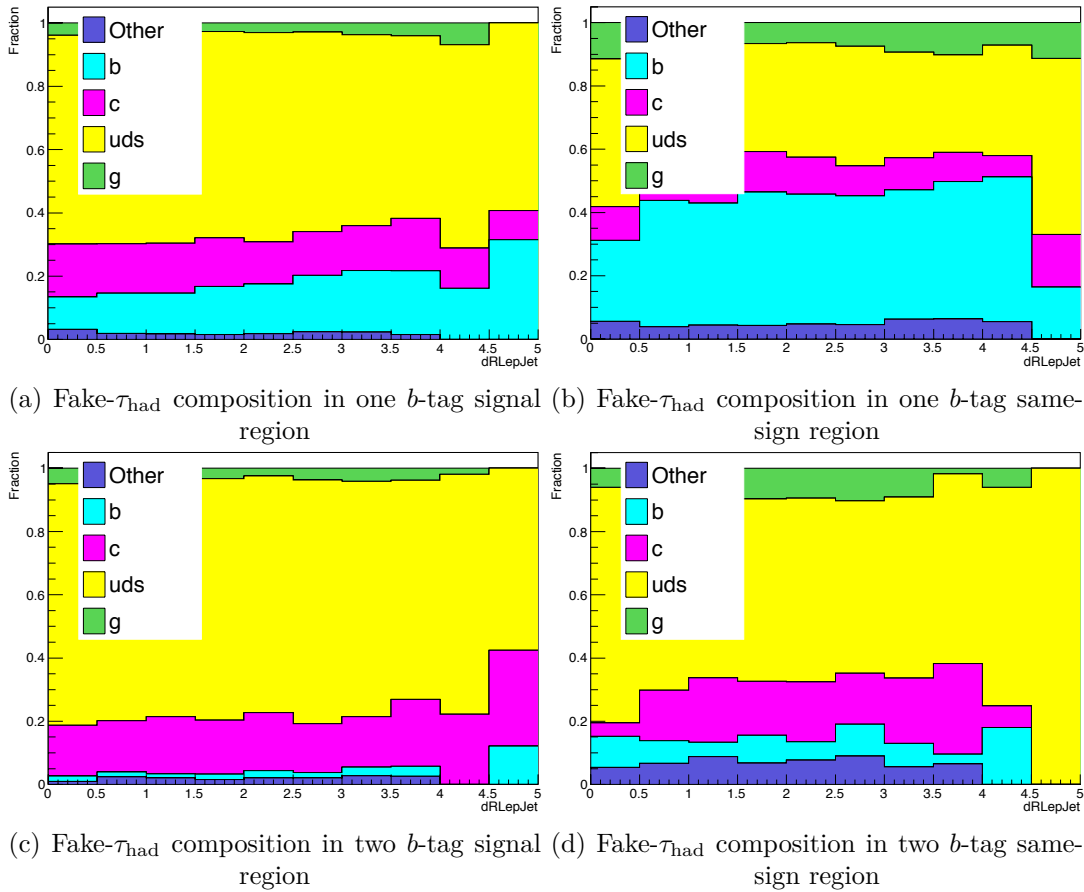 Fraction
1
0.8
0.6
0.4
0.2
0
Other
b
c
uds
g
0 0.5 1 1.5 2 2.5 3 3.5 4 4.5 5
dRLepJet
(a) Fake-τhad composition in one b-tag signal
region
Fraction
1
0.8
0.6
0.4
0.2
0
Other
b
c
uds
g
0 0.5 1 1.5 2 2.5 3 3.5 4 4.5 5
dRLepJet
(b) Fake-τhad composition in one b-tag same-
sign region
Fraction
1
0.8
0.6
0.4
0.2
0
Other
b
c
uds
g
0 0.5 1 1.5 2 2.5 3 3.5 4 4.5 5
dRLepJet
(c) Fake-τhad composition in two b-tag signal
region
Fraction
1
0.8
0.6
0.4
0.2
0
Other
b
c
uds
g
0 0.5 1 1.5 2 2.5 3 3.5 4 4.5 5
dRLepJet
(d) Fake-τhad composition in two b-tag same-
sign region